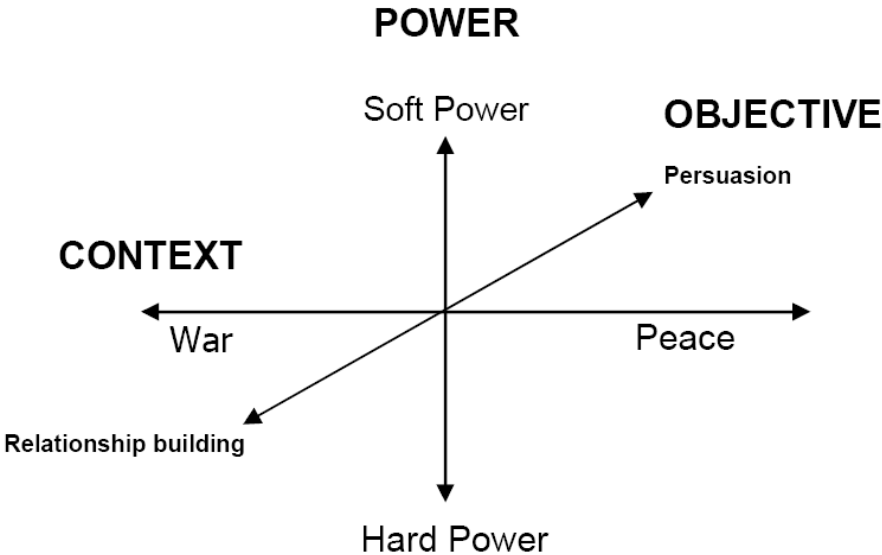 POWER
Soft Power
OBJECTIVE
Persuasion
CONTEXT
War
Peace
Relationship building
Hard Power